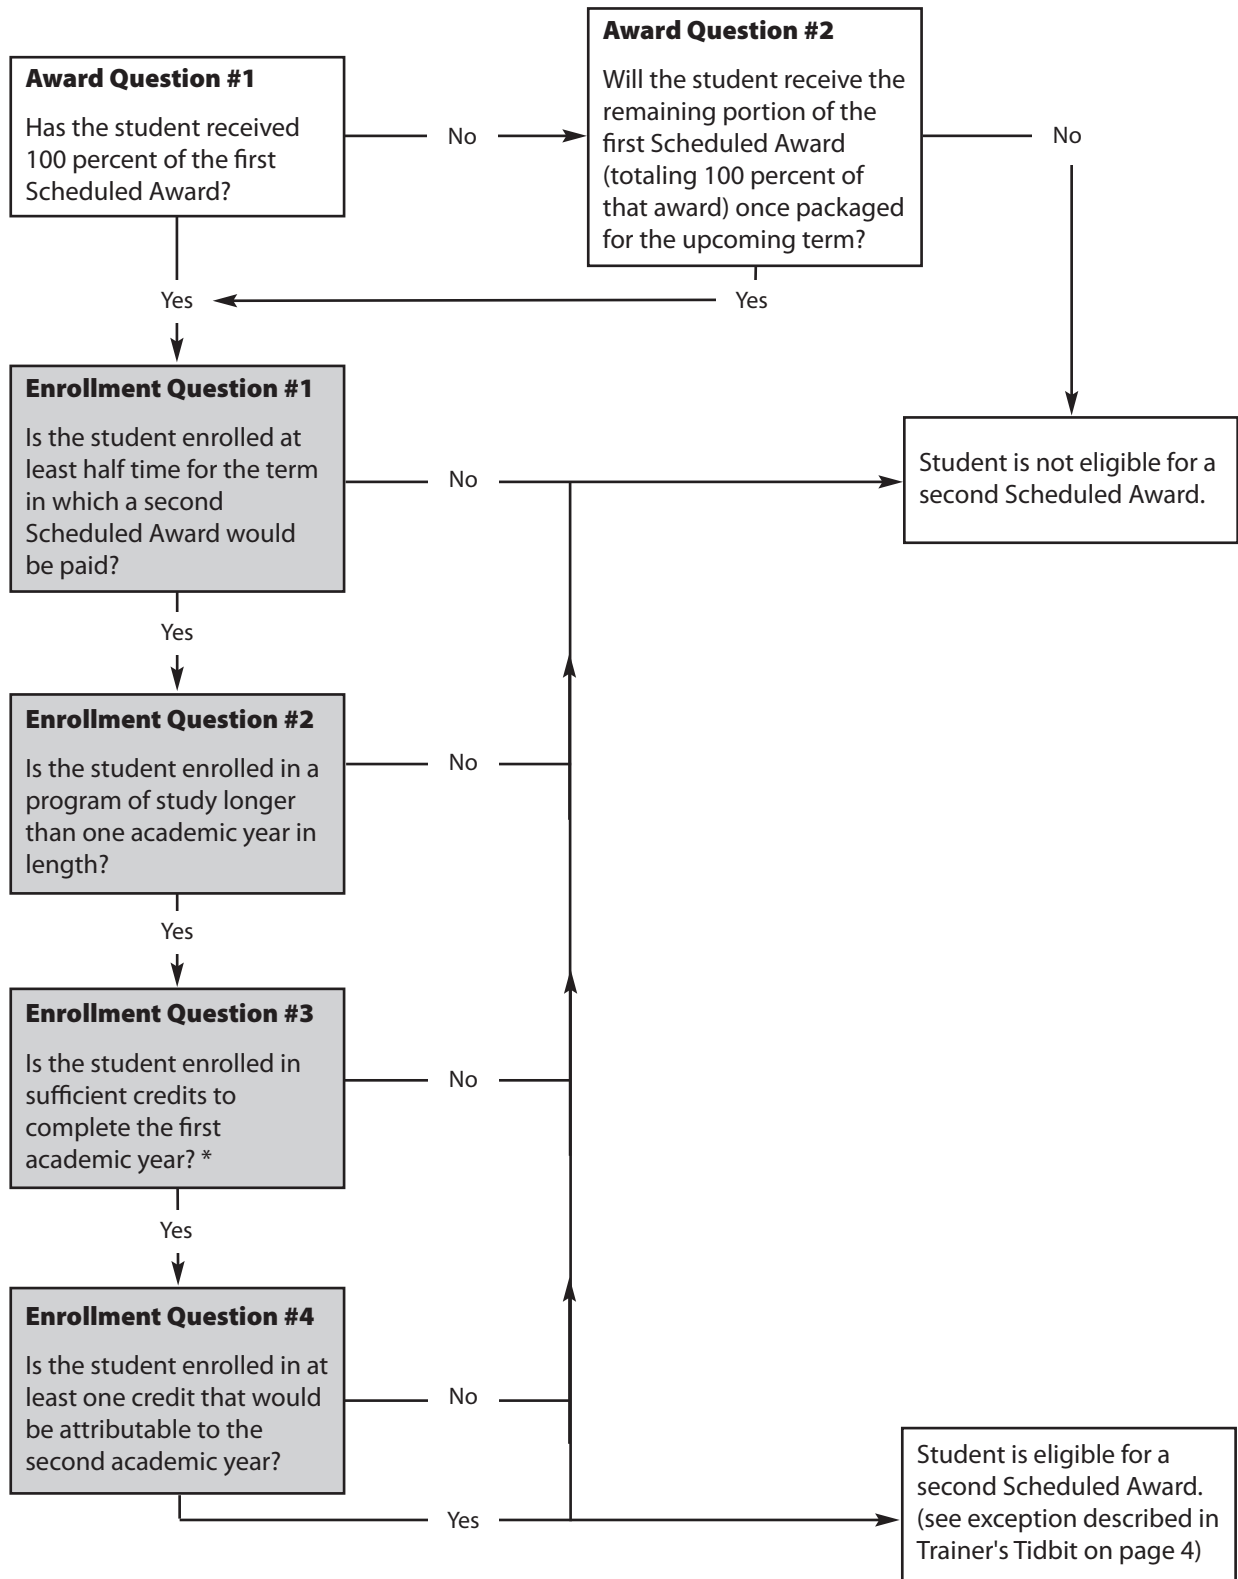 Award Question #1
Has the student received
100 percent of the first
Scheduled Award?
No
Award Question #2
Will the student receive the
remaining portion of the
first Scheduled Award
(totaling 100 percent of
that award) once packaged
for the upcoming term?
No
Yes
Yes
Enrollment Question #1
Is the student enrolled at
least half time for the term
in which a second
Scheduled Award would
be paid?
No
Student is not eligible for a
second Scheduled Award.
Yes
Enrollment Question #2
Is the student enrolled in a
program of study longer
than one academic year in
length?
No
Yes
Enrollment Question #3
Is the student enrolled in
sufficient credits to
complete the first
academic year? *
No
Yes
Enrollment Question #4
Is the student enrolled in at
least one credit that would
be attributable to the
second academic year?
No
Yes
Student is eligible for a
second Scheduled Award.
(see exception described in
Trainer's Tidbit on page 4)